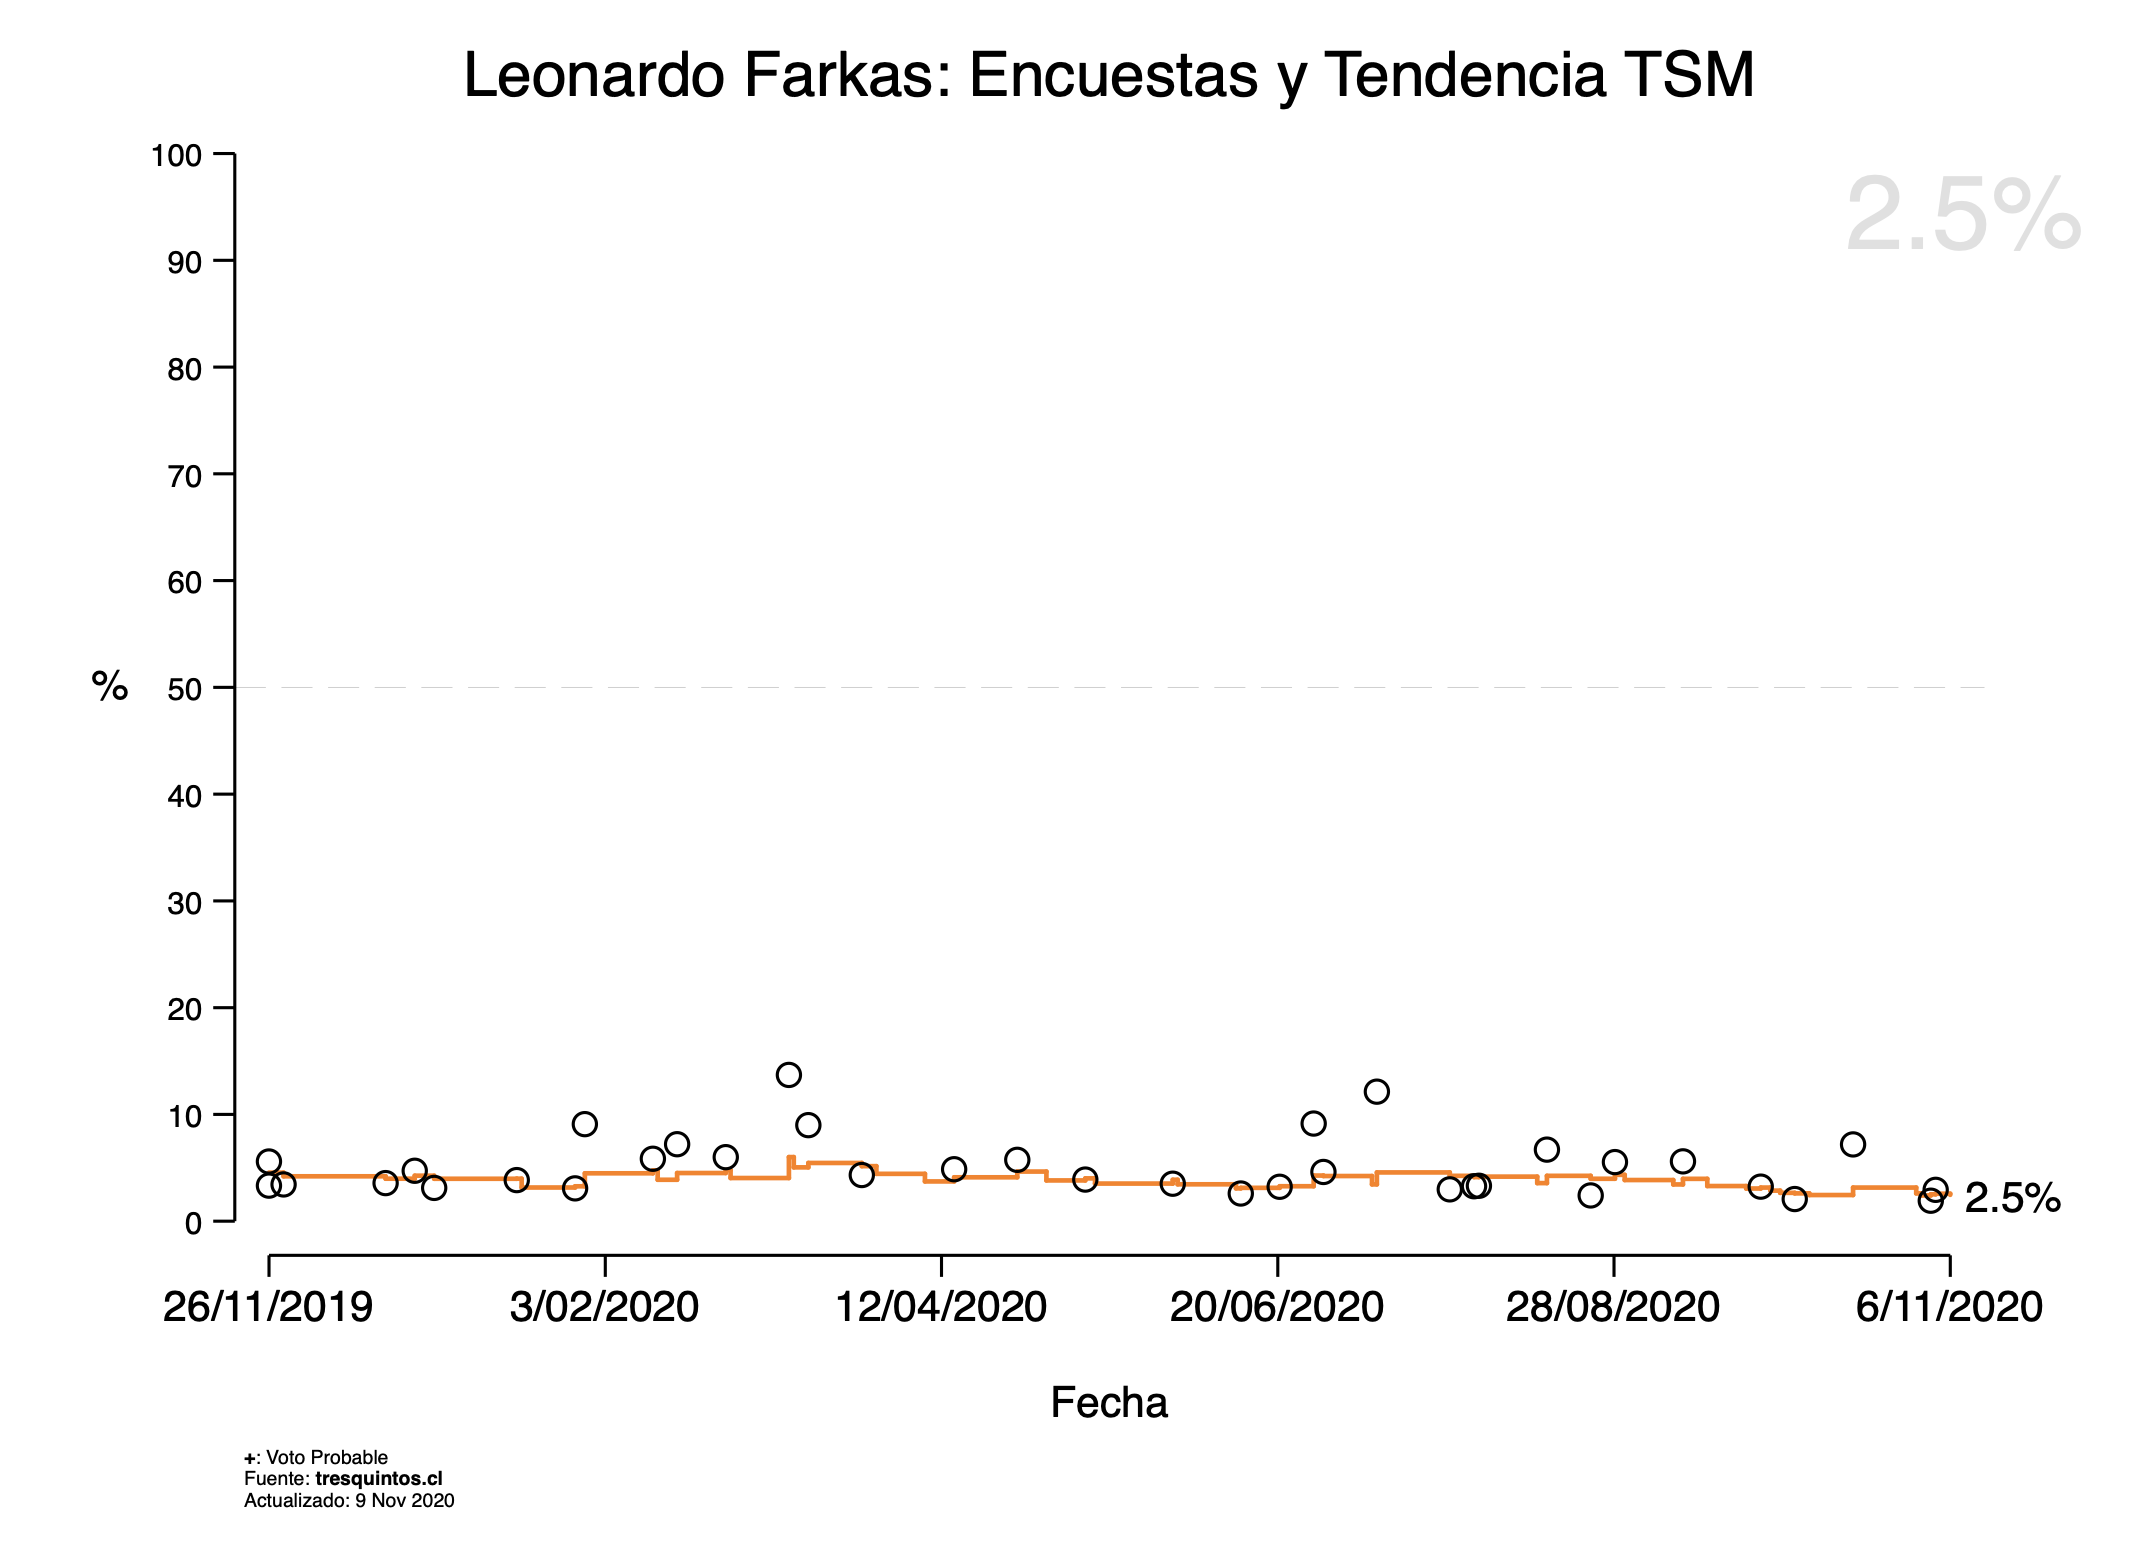 Leonardo Farkas: Encuestas y Tendencia TSM
2.5%
100
90
80
70
60
50
40
30
20
10
0
%
2.5%
26/11/2019 3/02/2020 12/04/2020 20/06/2020 28/08/2020 6/11/2020
Fecha
+: Voto Probable
Fuente: tresquintos.cl
Actualizado: 9 Nov 2020